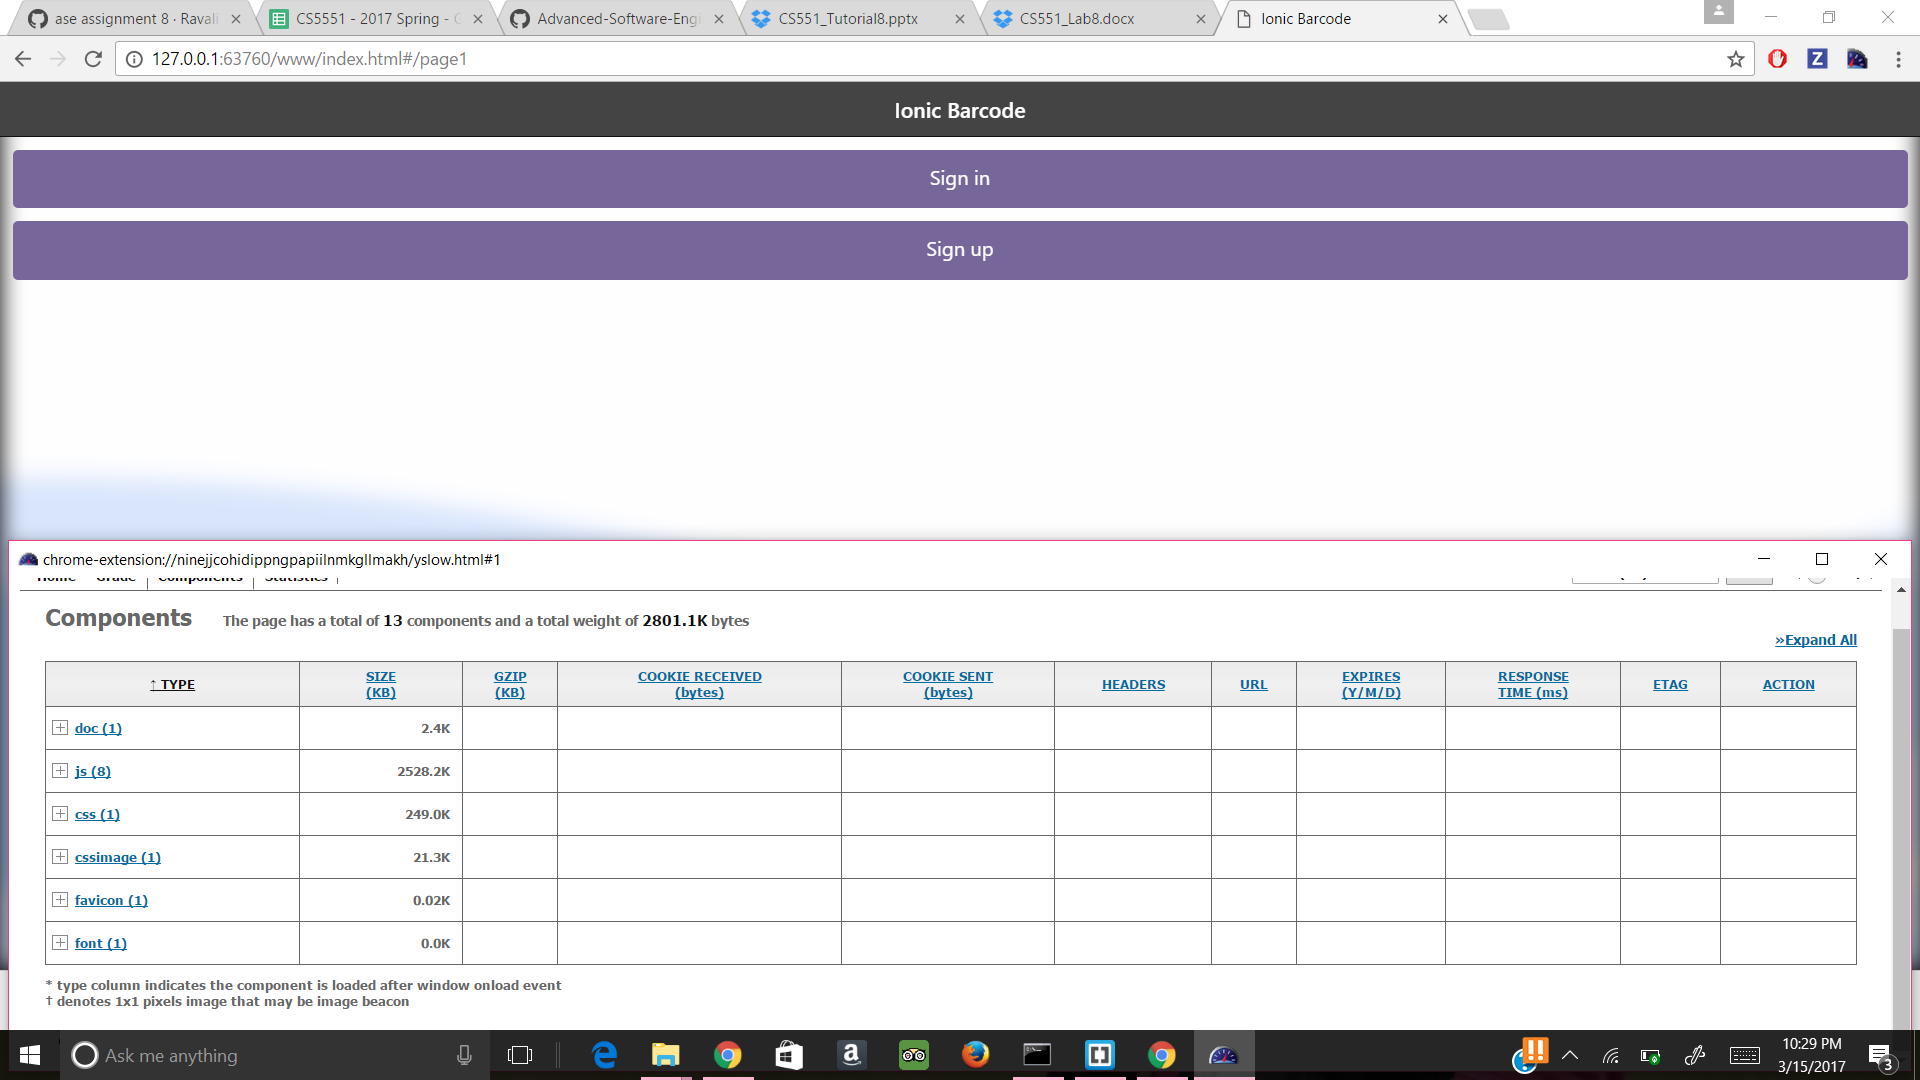 ase assignment 8 · Ravali
CS5551 - 2017 Spring -
Advanced-Software-Engi
CS551_Tutorial8.pptx
CS551_Lab8.docx
Ionic Barcode
127.0.0.1:63760/www/index.html#/page1
Ionic Barcode
Sign in
Sign up
chrome-extension://ninejjcohidippngpapiilnmkgllmakh/yslow.html#1
Home Grade Components Statistics
Components The page has a total of 13 components and a total weight of 2801.1K bytes
»Expand All
↑ TYPE SIZE (KB) GZIP (KB) COOKIE RECEIVED (bytes) COOKIE SENT (bytes) HEADERS URL EXPIRES (Y/M/D) RESPONSE TIME (ms) ETAG ACTION
doc (1) 2.4K
js (8) 2528.2K
css (1) 249.0K
cssimage (1) 21.3K
favicon (1) 0.02K
font (1) 0.0K
* type column indicates the component is loaded after window onload event
† denotes 1x1 pixels image that may be image beacon
Ask me anything
10:29 PM
3/15/2017
3